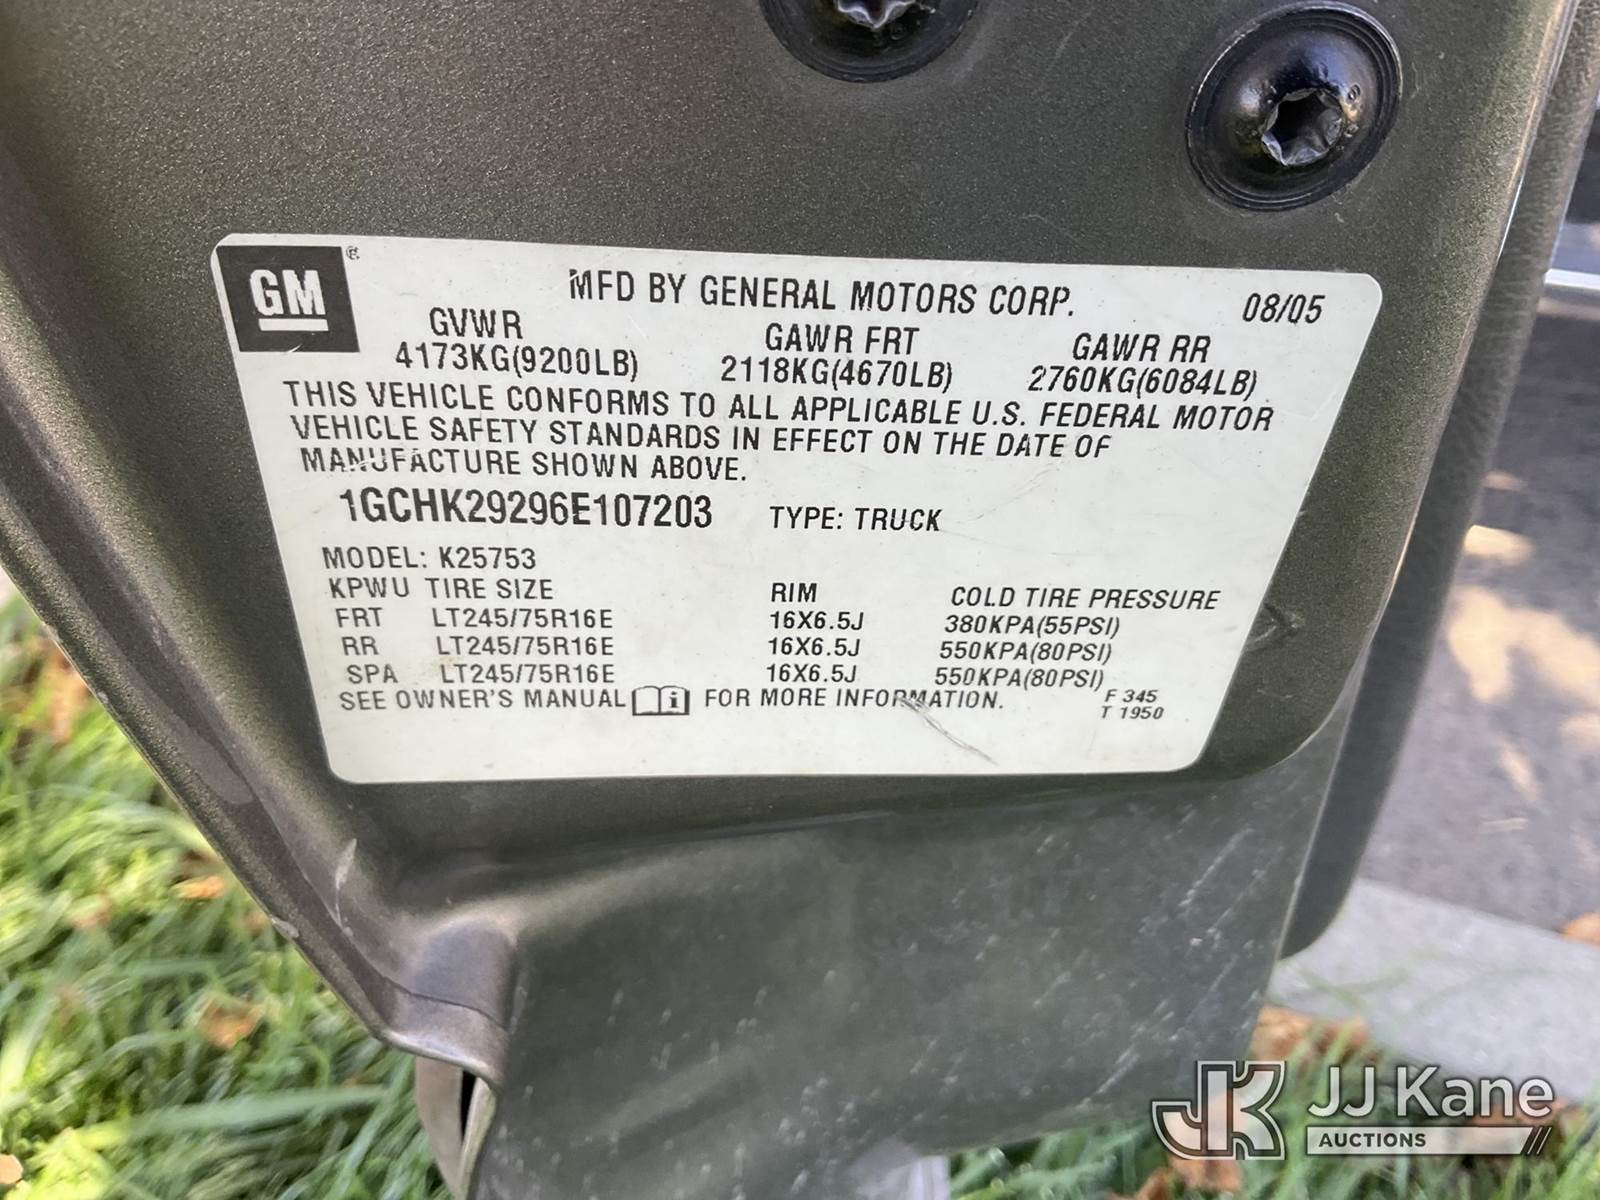 GM
MFD BY GENERAL MOTORS CORP. 08/05
GVWR GAWR FRT GAWR RR
4173KG(9200LB) 2118KG(4670LB) 2760KG(6084LB)
THIS VEHICLE CONFORMS TO ALL APPLICABLE U.S. FEDERAL MOTOR
VEHICLE SAFETY STANDARDS IN EFFECT ON THE DATE OF
MANUFACTURE SHOWN ABOVE.
1GCHK29296E107203 TYPE: TRUCK
MODEL: K25753
KPWU TIRE SIZE RIM COLD TIRE PRESSURE
FRT LT245/75R16E 16X6.5J 380KPA(55PSI)
RR LT245/75R16E 16X6.5J 550KPA(80PSI)
SPA LT245/75R16E 16X6.5J 550KPA(80PSI)
SEE OWNER'S MANUAL i FOR MORE INFORMATION. F 345
T 1950
JK JJ Kane
AUCTIONS